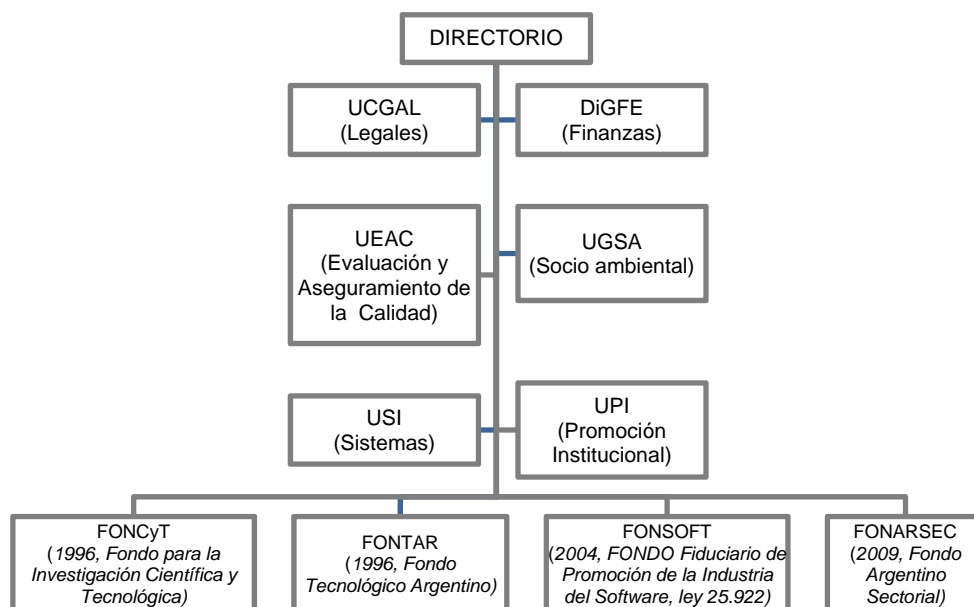 DIRECTORIO
UCGAL
(Legales)
DiGFE
(Finanzas)
UEAC
(Evaluación y
Aseguramiento de
la Calidad)
UGSA
(Socio ambiental)
USI
(Sistemas)
UPI
(Promoción
Institucional)
FONCyT
(1996, Fondo para la
Investigación Científica y
Tecnológica)
FONTAR
(1996, Fondo
Tecnológico Argentino)
FONSOFT
(2004, FONDO Fiduciario de
Promoción de la Industria
del Software, ley 25.922)
FONARSEC
(2009, Fondo
Argentino
Sectorial)